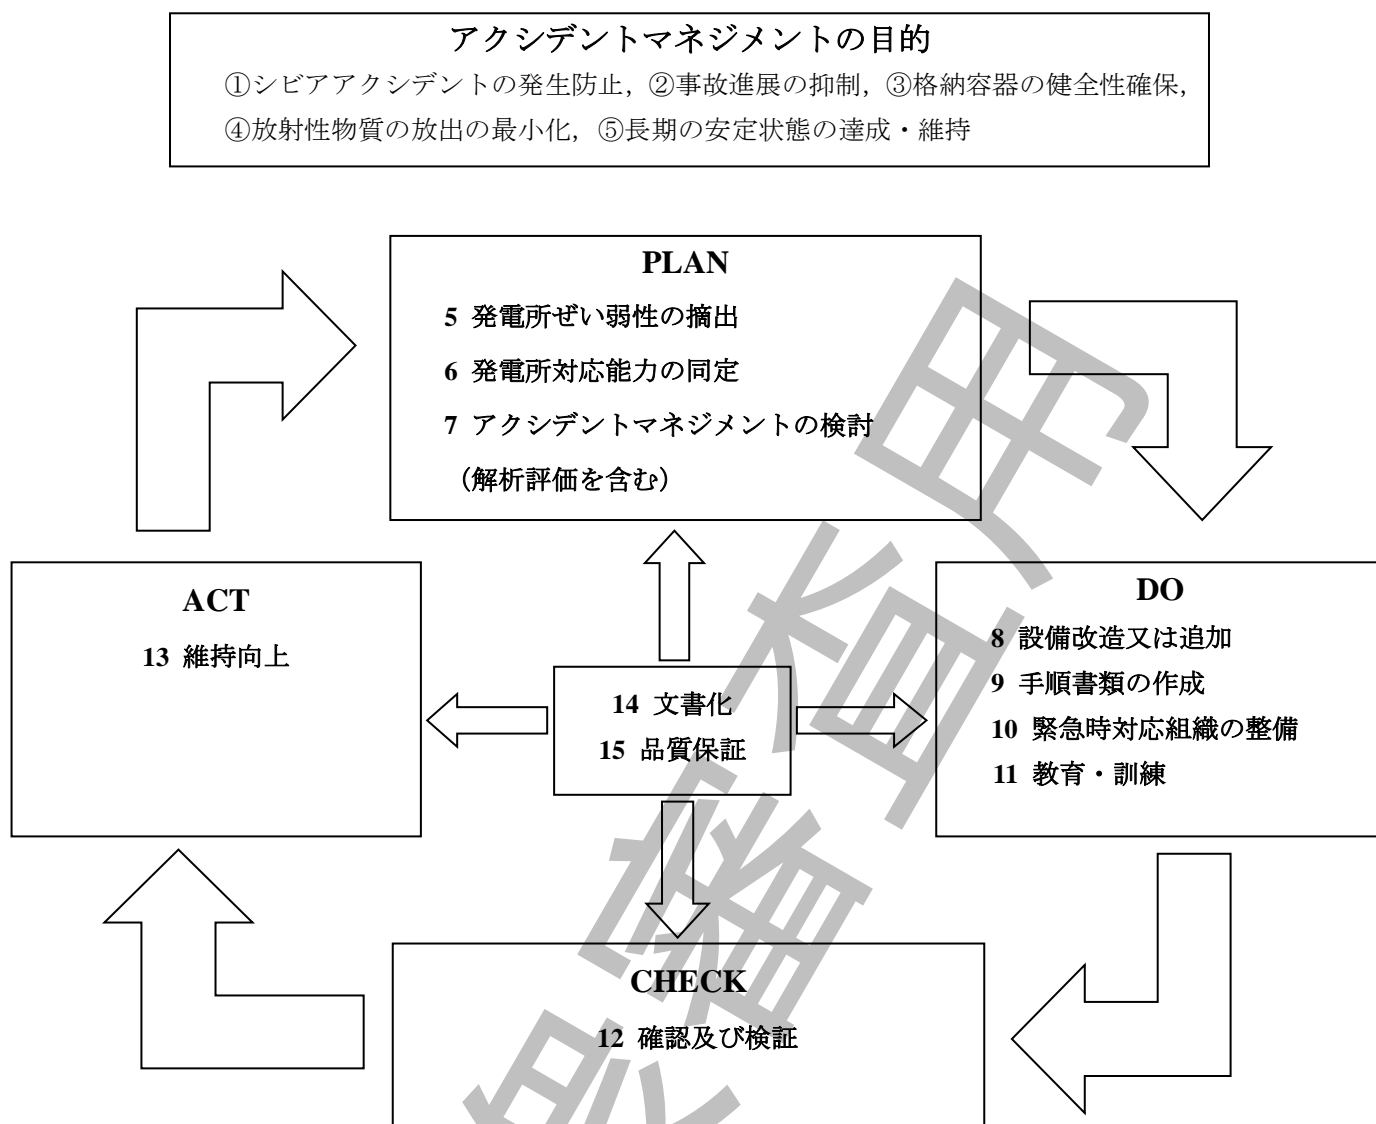 アクシデントマネジメントの目的
①シビアアクシデントの発生防止，②事故進展の抑制，③格納容器の健全性確保，
④放射性物質の放出の最小化，⑤長期の安定状態の達成・維持
PLAN
5 発電所ぜい弱性の摘出
6 発電所対応能力の同定
7 アクシデントマネジメントの検討
（解析評価を含む）
ACT
13 維持向上
DO
8 設備改造又は追加
9 手順書類の作成
10 緊急時対応組織の整備
11 教育・訓練
14 文書化
15 品質保証
CHECK
12 確認及び検証
審査用